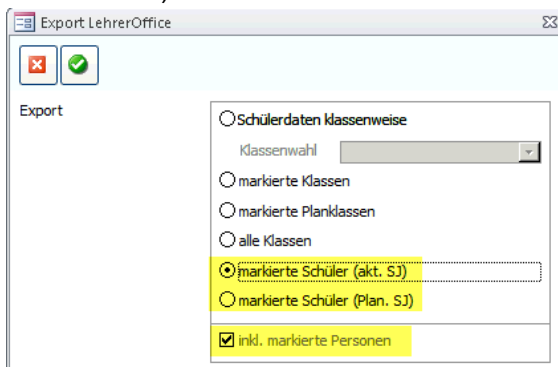 Export LehrerOffice
Export
Schülerdaten klassenweise
Klassenwahl
markierte Klassen
markierte Planklassen
alle Klassen
markierte Schüler (akt. SJ)
markierte Schüler (Plan. SJ)
inkl. markierte Personen